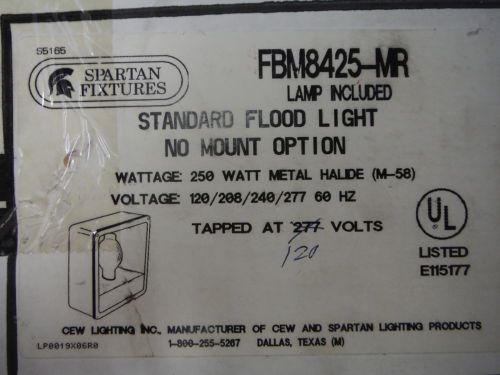 S5165
SPARTAN
FIXTURES
FBM8425-MR
LAMP INCLUDED
STANDARD FLOOD LIGHT
NO MOUNT OPTION
WATTAGE: 250 WATT METAL HALIDE (M-58)
VOLTAGE: 120/208/240/277 60 HZ
TAPPED AT 277 VOLTS
120
UL
LISTED
E115177
CEW LIGHTING INC., MANUFACTURER OF CEW AND SPARTAN LIGHTING PRODUCTS
LP0019X06R0
1-800-255-5267 DALLAS, TEXAS (M)